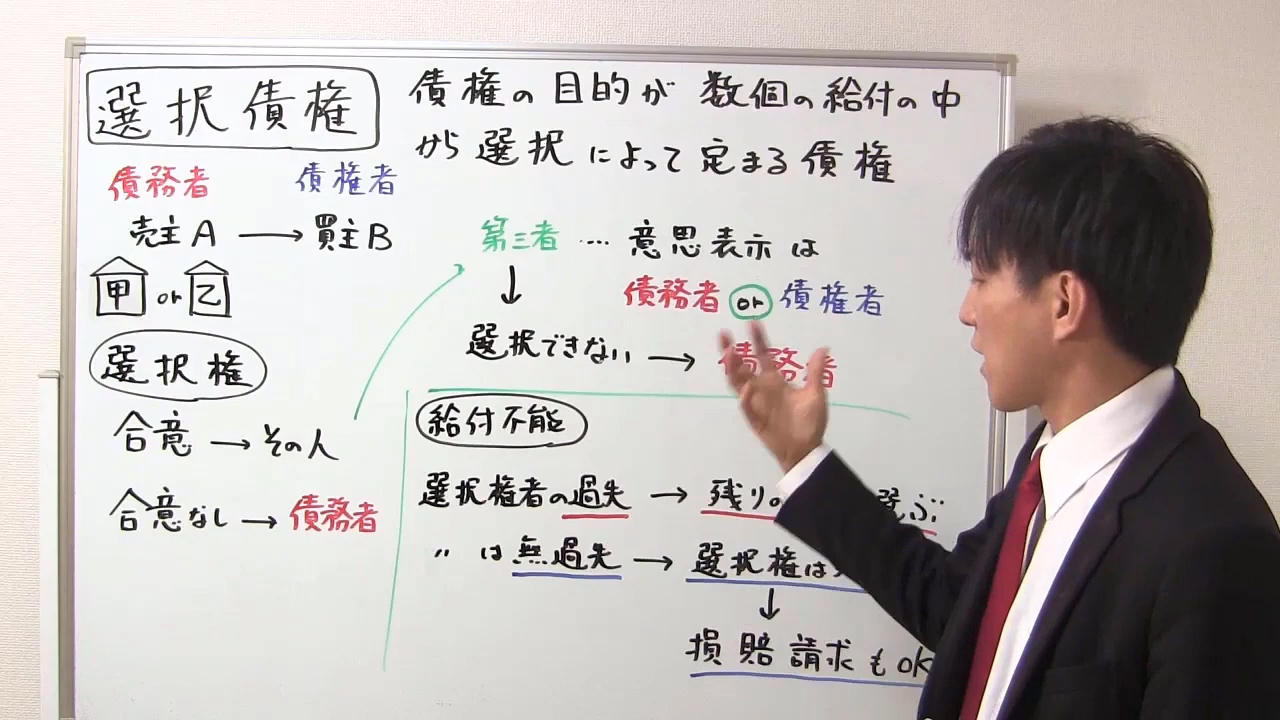 選択債権
債権の目的が数個の給付の中
から選択によって定まる債権
債務者 債権者
売主A → 買主B
甲 or 乙
選択権
合意 → その人
合意なし → 債務者
第三者 … 意思表示は
債務者 or 債権者
↓
選択できない → 債務者
給付不能
選択権者の過失 → 残りの 選ぶ
〃 は無過失 → 選択権は
↓
損賠請求もOK